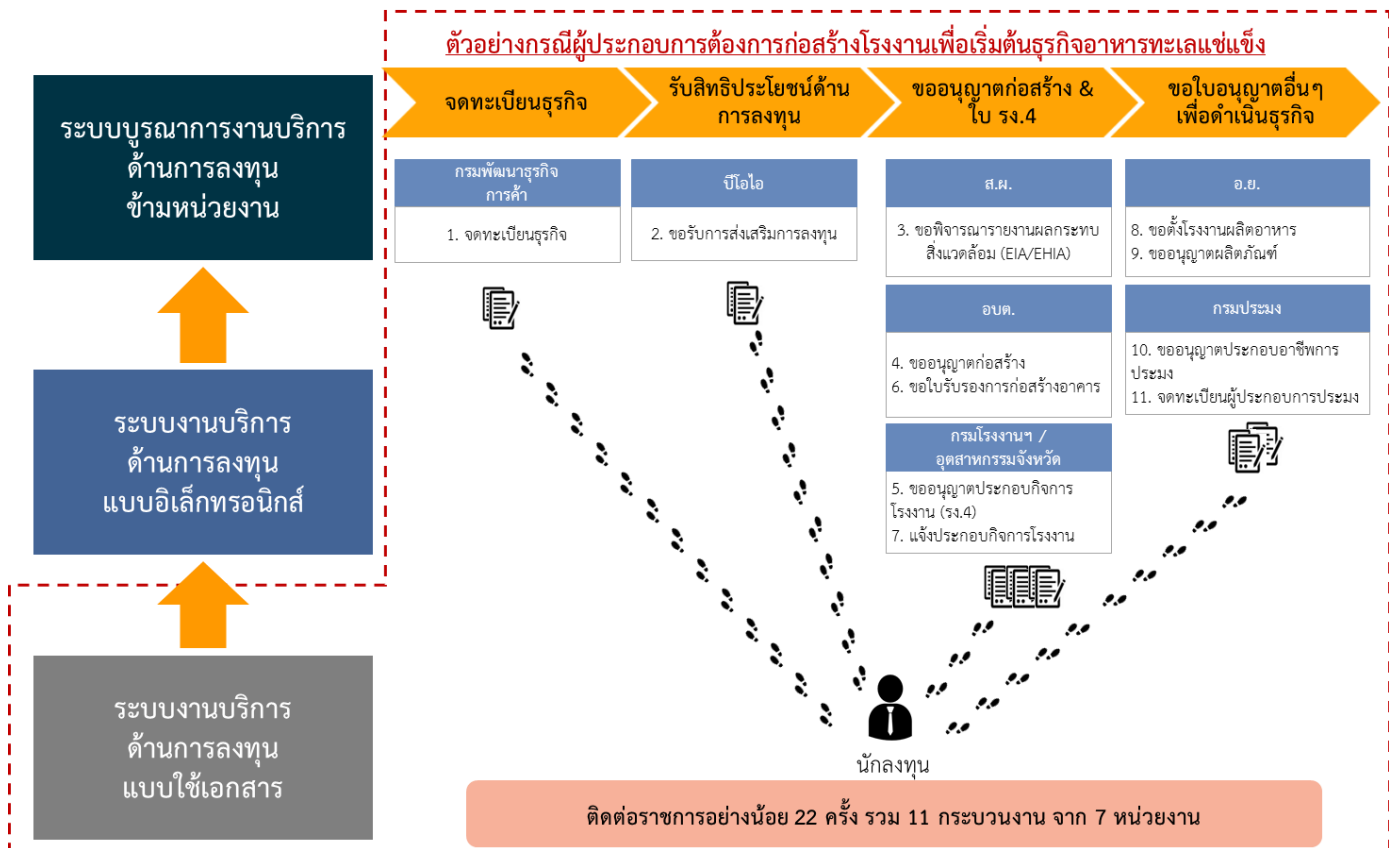 ตัวอย่างกรณีผู้ประกอบการต้องการก่อสร้างโรงงานเพื่อเริ่มต้นธุรกิจอาหารทะเลแช่แข็ง
ระบบบูรณาการงานบริการ
ด้านการลงทุน
ข้ามหน่วยงาน
ระบบงานบริการ
ด้านการลงทุน
แบบอิเล็กทรอนิกส์
ระบบงานบริการ
ด้านการลงทุน
แบบใช้เอกสาร
จดทะเบียนธุรกิจ
รับสิทธิประโยชน์ด้าน
การลงทุน
ขออนุญาตก่อสร้าง &
ใบ รง.4
ขอใบอนุญาตอื่นๆ
เพื่อดำเนินธุรกิจ
กรมพัฒนาธุรกิจ
การค้า
1. จดทะเบียนธุรกิจ
บีโอไอ
2. ขอรับการส่งเสริมการลงทุน
ส.ผ.
3. ขอพิจารณารายงานผลกระทบ
สิ่งแวดล้อม (EIA/EHIA)
อบต.
4. ขออนุญาตก่อสร้าง
6. ขอใบรับรองการก่อสร้างอาคาร
กรมโรงงานฯ /
อุตสาหกรรมจังหวัด
5. ขออนุญาตประกอบกิจการ
โรงงาน (รง.4)
7. แจ้งประกอบกิจการโรงงาน
อ.ย.
8. ขอตั้งโรงงานผลิตอาหาร
9. ขออนุญาตผลิตภัณฑ์
กรมประมง
10. ขออนุญาตประกอบอาชีพการ
ประมง
11. จดทะเบียนผู้ประกอบการประมง
นักลงทุน
ติดต่อราชการอย่างน้อย 22 ครั้ง รวม 11 กระบวนงาน จาก 7 หน่วยงาน